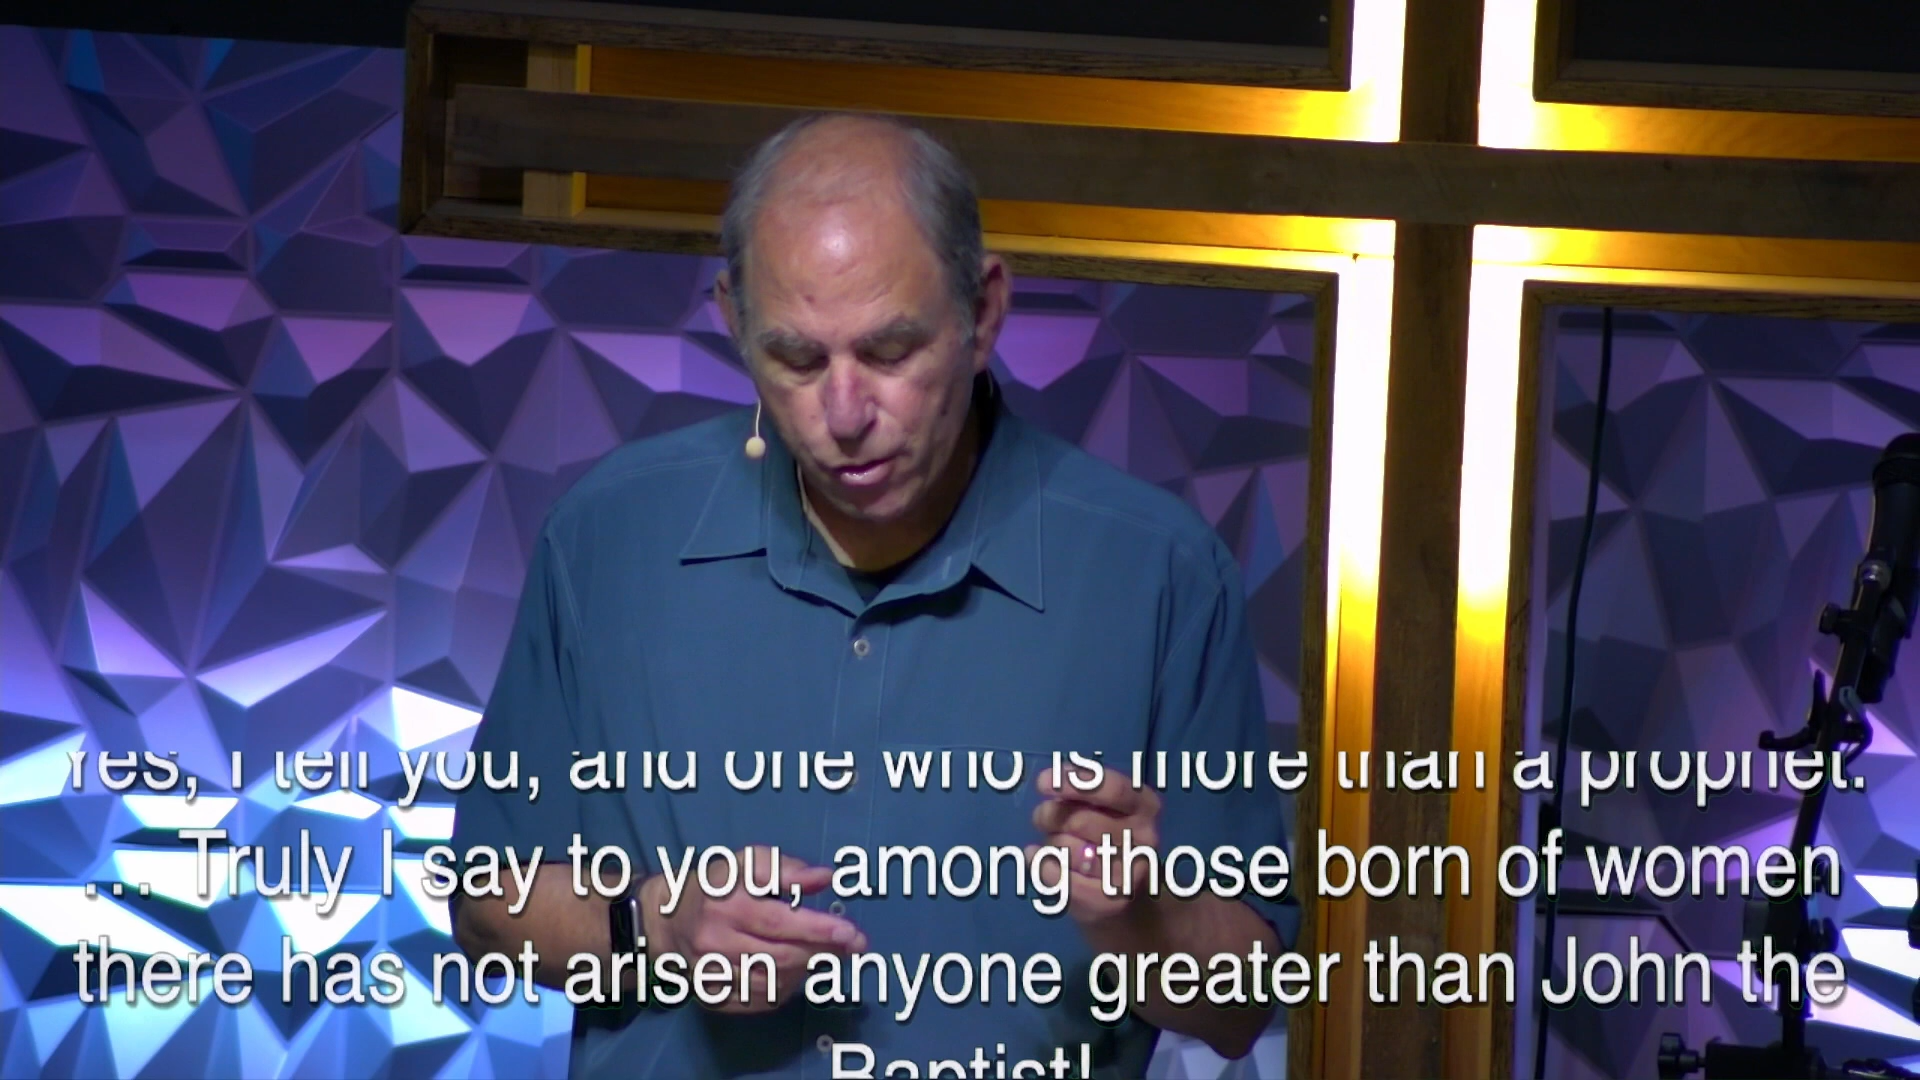 Yes, I tell you, and one who is more than a prophet.
… Truly I say to you, among those born of women
there has not arisen anyone greater than John the
Baptist!